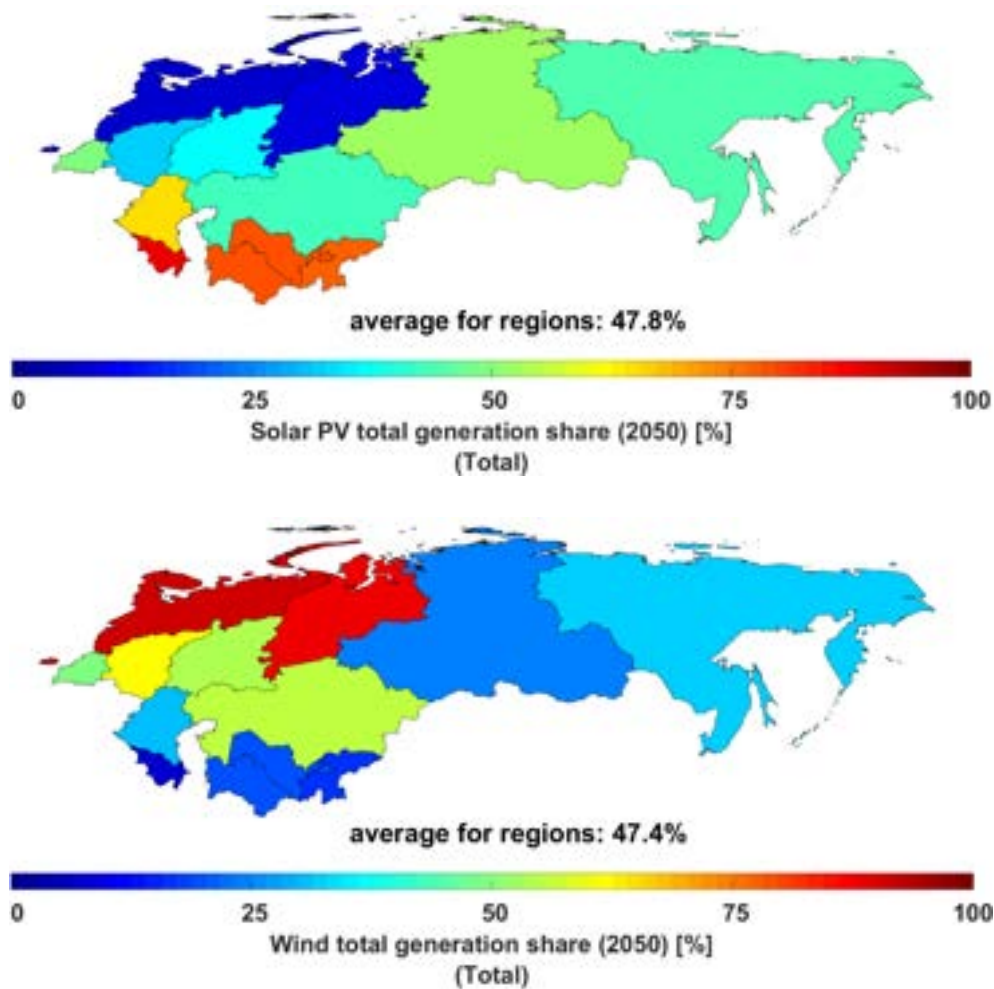 average for regions: 47.8%
0 25 50 75 100
Solar PV total generation share (2050) [%]
(Total)
average for regions: 47.4%
0 25 50 75 100
Wind total generation share (2050) [%]
(Total)